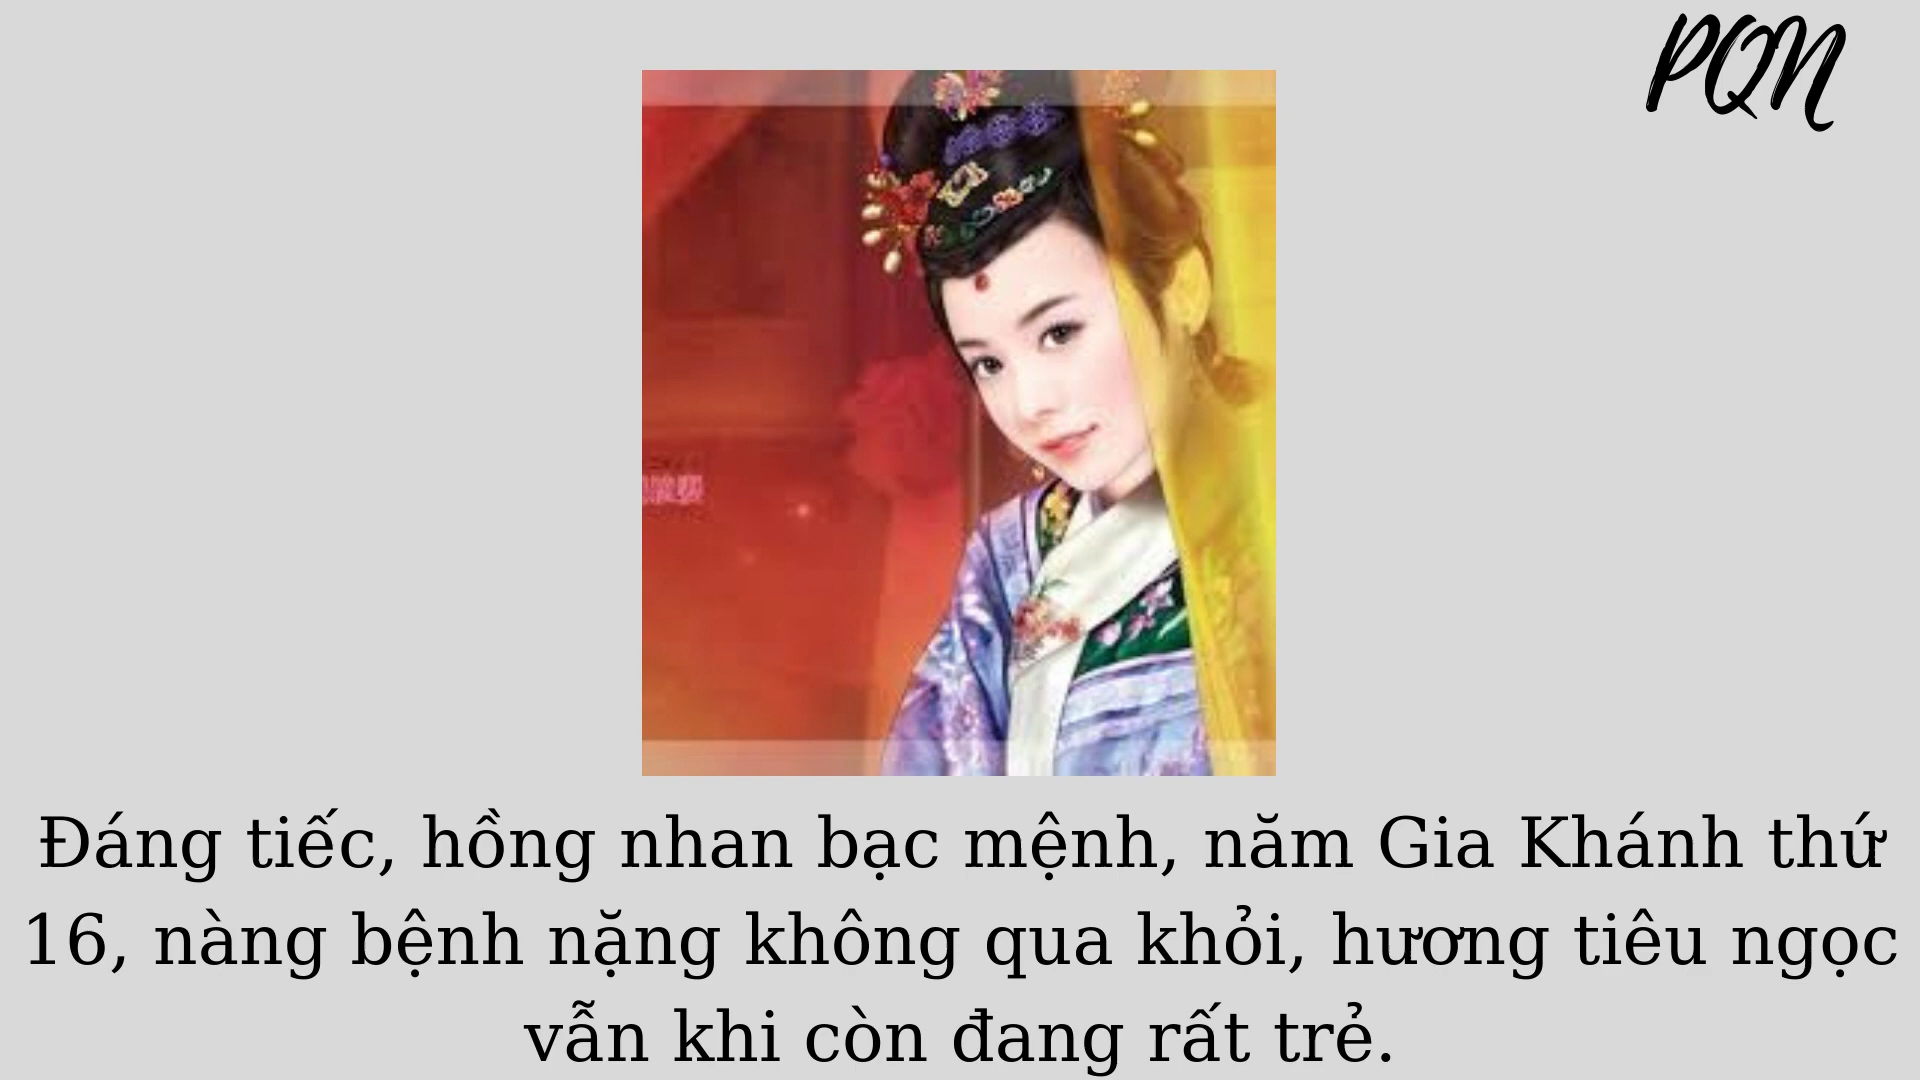 PQN
Đáng tiếc, hồng nhan bạc mệnh, năm Gia Khánh thứ
16, nàng bệnh nặng không qua khỏi, hương tiêu ngọc
vẫn khi còn đang rất trẻ.